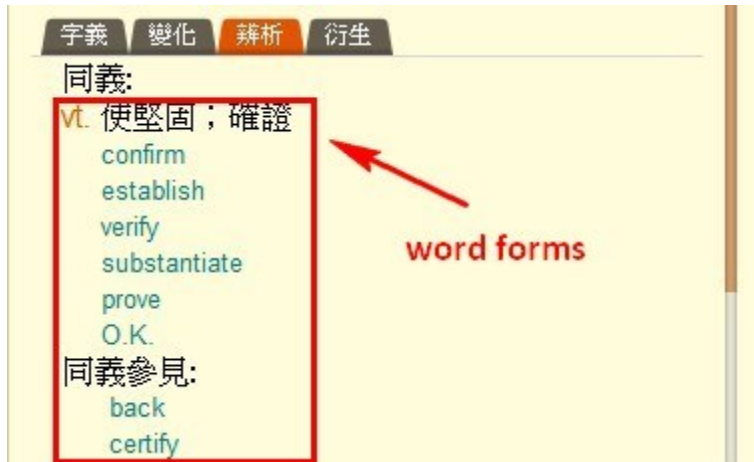 字義 變化 辨析 衍生
同義:
vt. 使堅固；確證
confirm
establish
verify
word forms
substantiate
prove
O.K.
同義參見:
back
certify